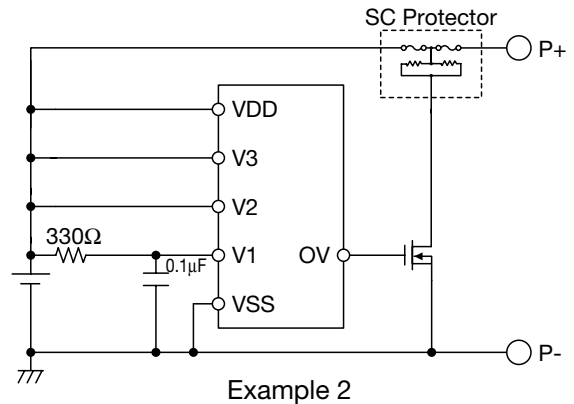 SC Protector
P+
VDD
V3
V2
330Ω
V1
0.1μF
OV
VSS
P-
Example 2